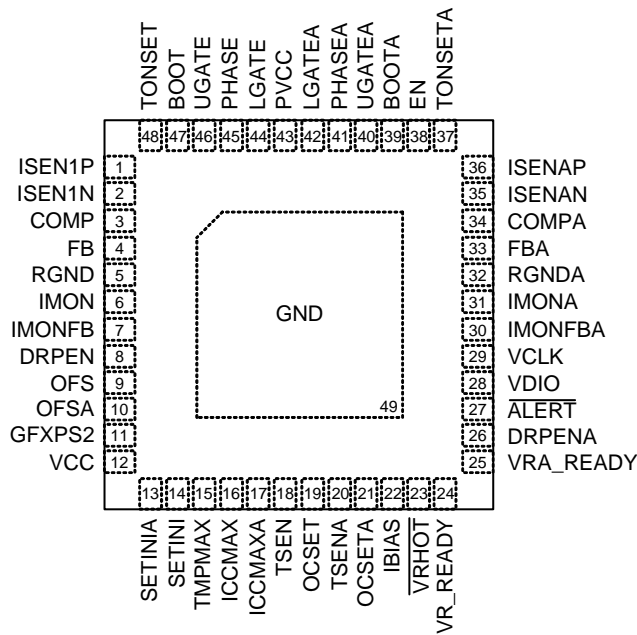 TONSET BOOT UGATE PHASE LGATE PVCC LGATEA PHASEA UGATEA BOOTA EN TONSETA
48 47 46 45 44 43 42 41 40 39 38 37
ISEN1P 1 36 ISENAP
ISEN1N 2 35 ISENAN
COMP 3 34 COMPA
FB 4 33 FBA
RGND 5 32 RGNDA
IMON 6 31 IMONA
GND
IMONFB 7 30 IMONFBA
DRPEN 8 29 VCLK
OFS 9 28 VDIO
OFSA 10 49 27 ALERT
GFXPS2 11 26 DRPENA
VCC 12 25 VRA_READY
13 14 15 16 17 18 19 20 21 22 23 24
SETINIA SETINI TMPMAX ICCMAX ICCMAXA TSEN OCSET TSENA OCSETA IBIAS VRHOT VR_READY